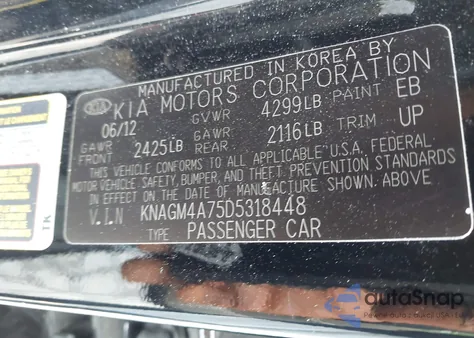 MANUFACTURED IN KOREA BY
KIA KIA MOTORS CORPORATION
06/12 GVWR 4299LB PAINT EB
GAWR FRONT 2425LB GAWR REAR 2116LB TRIM UP
THIS VEHICLE CONFORMS TO ALL APPLICABLE U.S.A. FEDERAL
MOTOR VEHICLE SAFETY, BUMPER, AND THEFT PREVENTION STANDARDS
IN EFFECT ON THE DATE OF MANUFACTURE SHOWN. ABOVE
V.I.N KNAGM4A75D5318448
TYPE PASSENGER CAR
TK
autoSnap